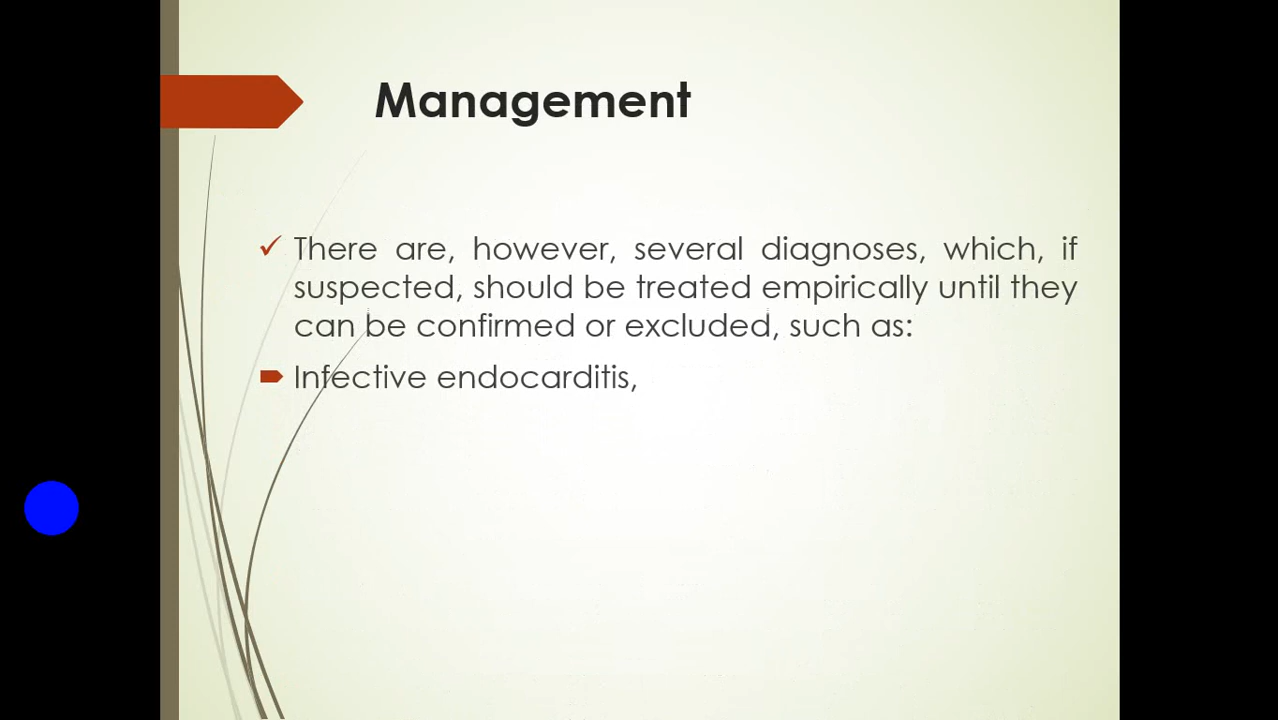 Management
There are, however, several diagnoses, which, if
suspected, should be treated empirically until they
can be confirmed or excluded, such as:
Infective endocarditis,